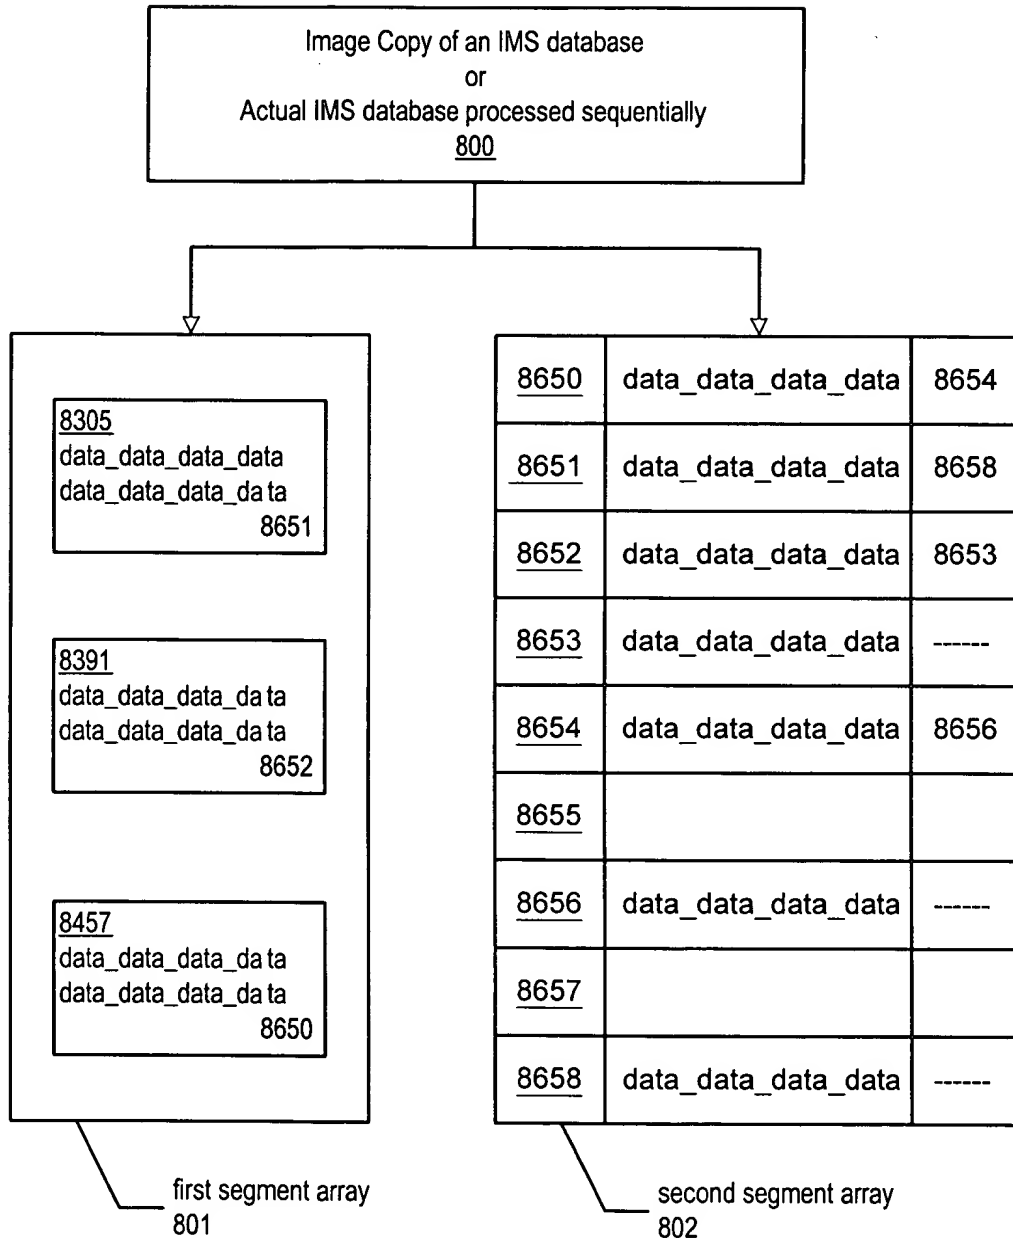 Image Copy of an IMS database
or
Actual IMS database processed sequentially
800
8305
data_data_data_data
data_data_data_data
8651
8391
data_data_data_data
data_data_data_data
8652
8457
data_data_data_data
data_data_data_data
8650
first segment array
801
8650 data_data_data_data 8654
8651 data_data_data_data 8658
8652 data_data_data_data 8653
8653 data_data_data_data ------
8654 data_data_data_data 8656
8655
8656 data_data_data_data ------
8657
8658 data_data_data_data ------
second segment array
802